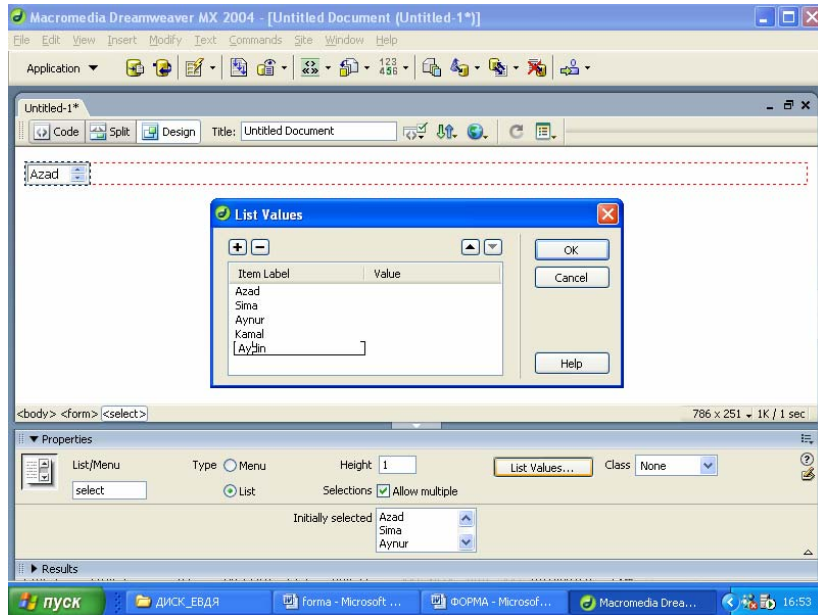 Macromedia Dreamweaver MX 2004 - [Untitled Document (Untitled-1*)]
File Edit View Insert Modify Text Commands Site Window Help
Application
Untitled-1*
Code Split Design Title: Untitled Document
Azad
List Values
Item Label Value
Azad
Sima
Aynur
Kamal
Aydin
OK
Cancel
Help
<body> <form> <select> 786 x 251 1K / 1 sec
Properties
List/Menu Type Menu Height 1 List Values... Class None
select List Selections Allow multiple
Initially selected Azad
Sima
Aynur
Results
пуск ДИСК_ЕВДЯ forma - Microsoft ... ФОРМА - Microsof... Macromedia Drea... 16:53